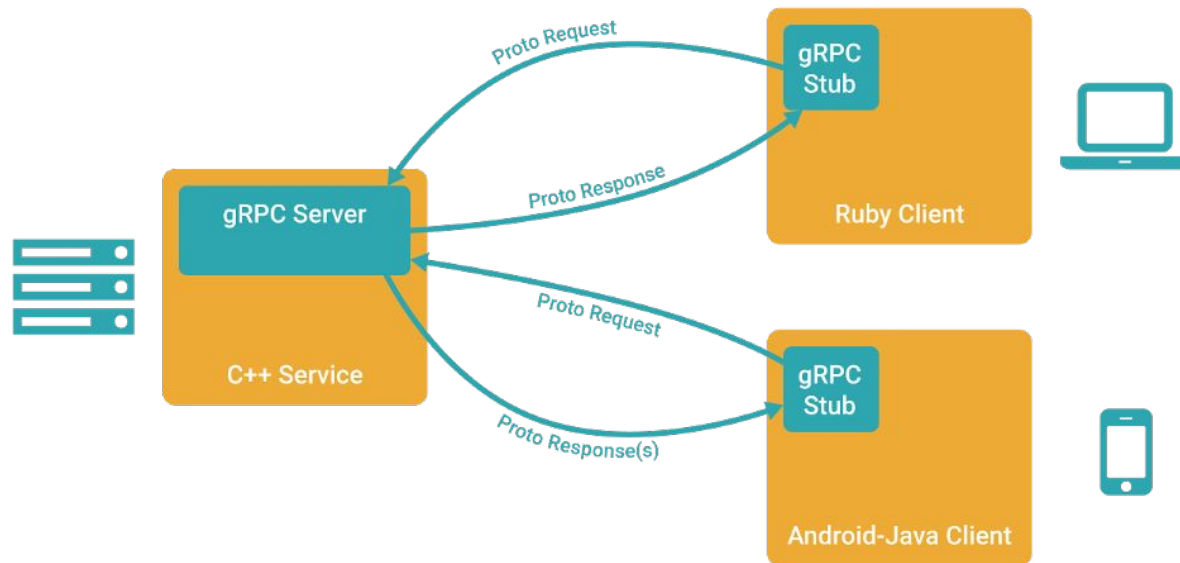 Proto Request
gRPC
Stub
Proto Response
Ruby Client
gRPC Server
C++ Service
Proto Request
gRPC
Stub
Proto Response(s)
Android-Java Client